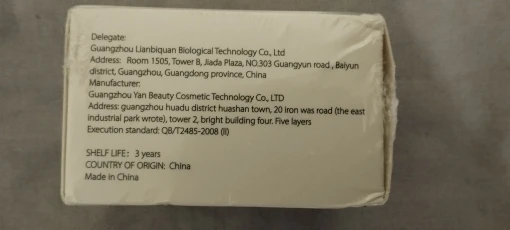 Delegate:
Guangzhou Lianbiquan Biological Technology Co., Ltd
Address: Room 1505, Tower B, Jiada Plaza, NO.303 Guangyun road , Baiyun
district, Guangzhou, Guangdong province, China
Manufacturer:
Guangzhou Yan Beauty Cosmetic Technology Co., LTD
Address: guangzhou huadu district huashan town, 20 iron was road (the east
industrial park wrote), tower 2, bright building four. Five layers
Execution standard: QB/T2485-2008 (II)
SHELF LIFE: 3 years
COUNTRY OF ORIGIN: China
Made in China